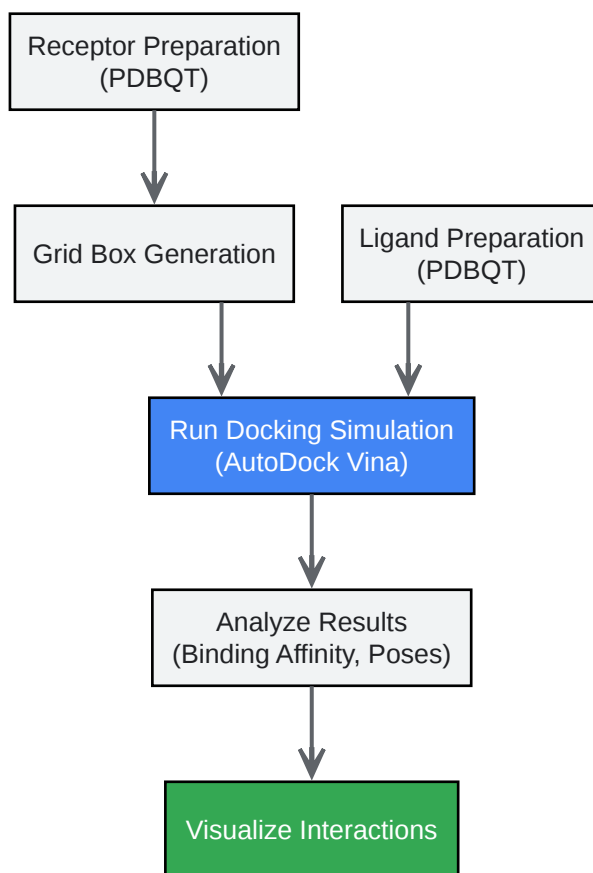 Receptor Preparation
(PDBQT)
Grid Box Generation
Ligand Preparation
(PDBQT)
Run Docking Simulation
(AutoDock Vina)
Analyze Results
(Binding Affinity, Poses)
Visualize Interactions